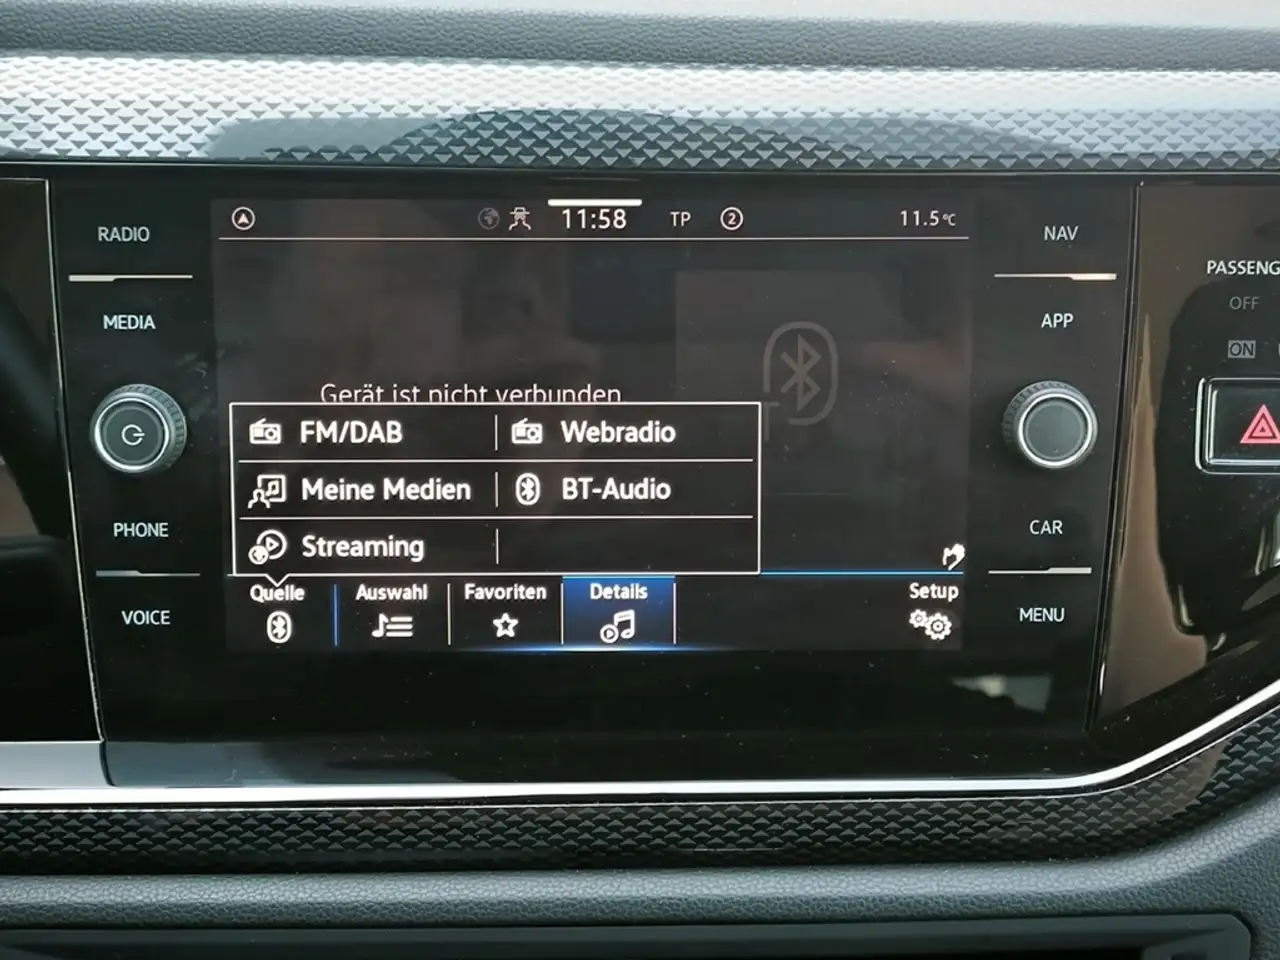 RADIO
MEDIA
PHONE
VOICE
11:58 TP 2 11.5°C
Gerät ist nicht verbunden
FM/DAB Webradio
Meine Medien BT-Audio
Streaming
Quelle Auswahl Favoriten Details Setup
NAV
APP
CAR
MENU
PASSENG
OFF
ON